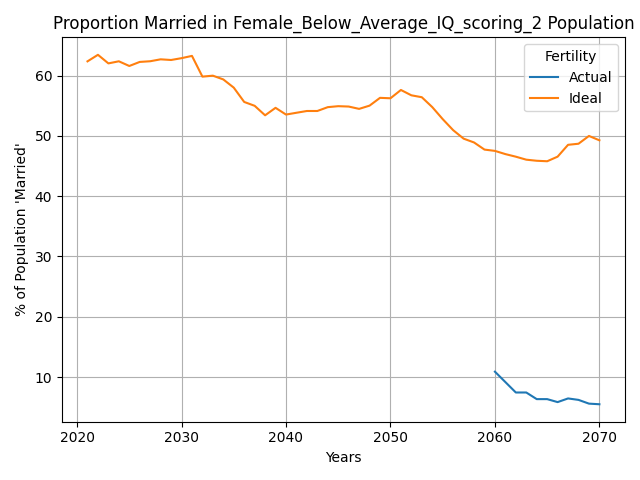 Proportion Married in Female_Below_Average_IQ_scoring_2 Population
Fertility
Actual
Ideal
% of Population 'Married'
60
50
40
30
20
10
2020
2030
2040
2050
2060
2070
Years